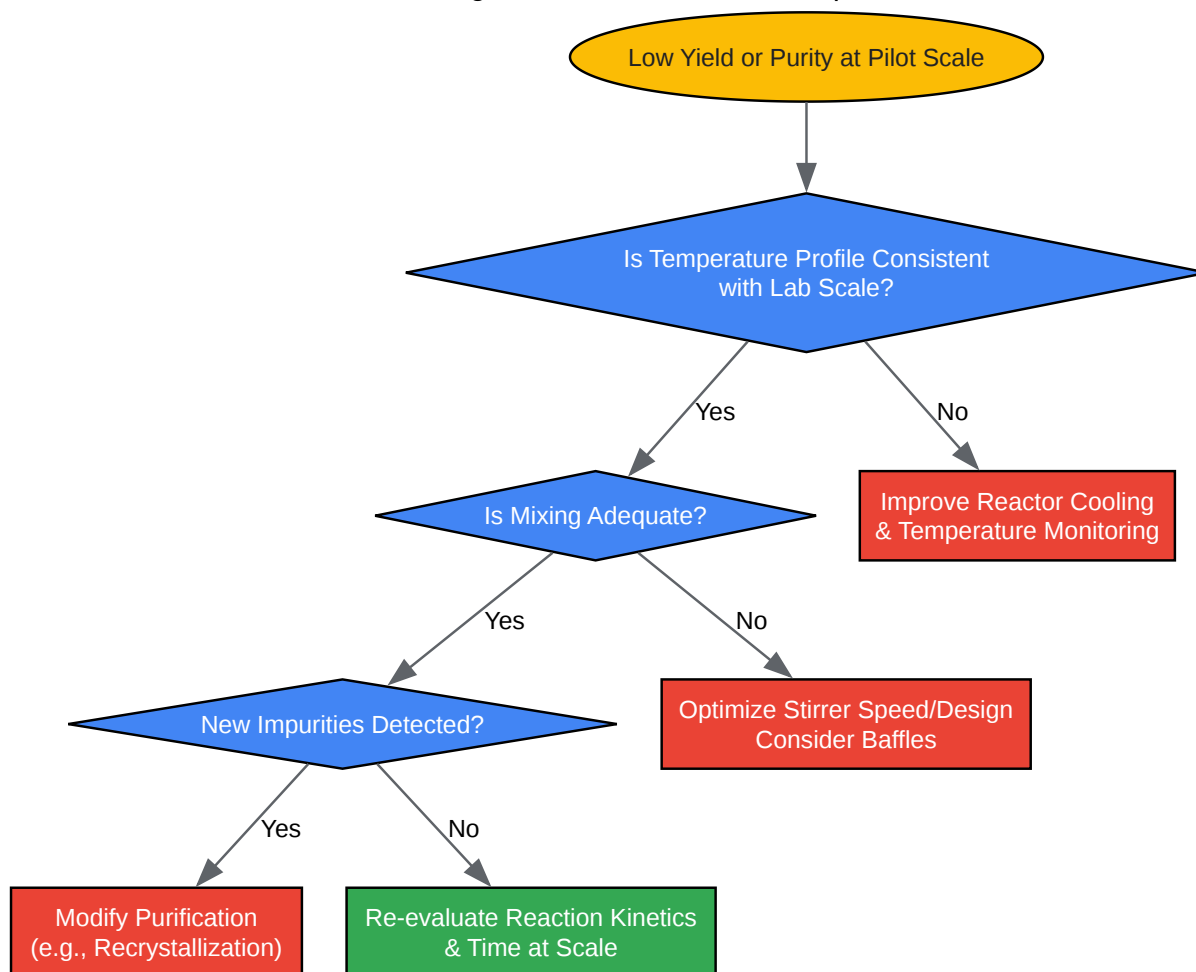 Low Yield or Purity at Pilot Scale
Is Temperature Profile Consistent
with Lab Scale?
Yes
No
Is Mixing Adequate?
Improve Reactor Cooling
& Temperature Monitoring
Yes
No
New Impurities Detected?
Optimize Stirrer Speed/Design
Consider Baffles
Yes
No
Modify Purification
(e.g., Recrystallization)
Re-evaluate Reaction Kinetics
& Time at Scale